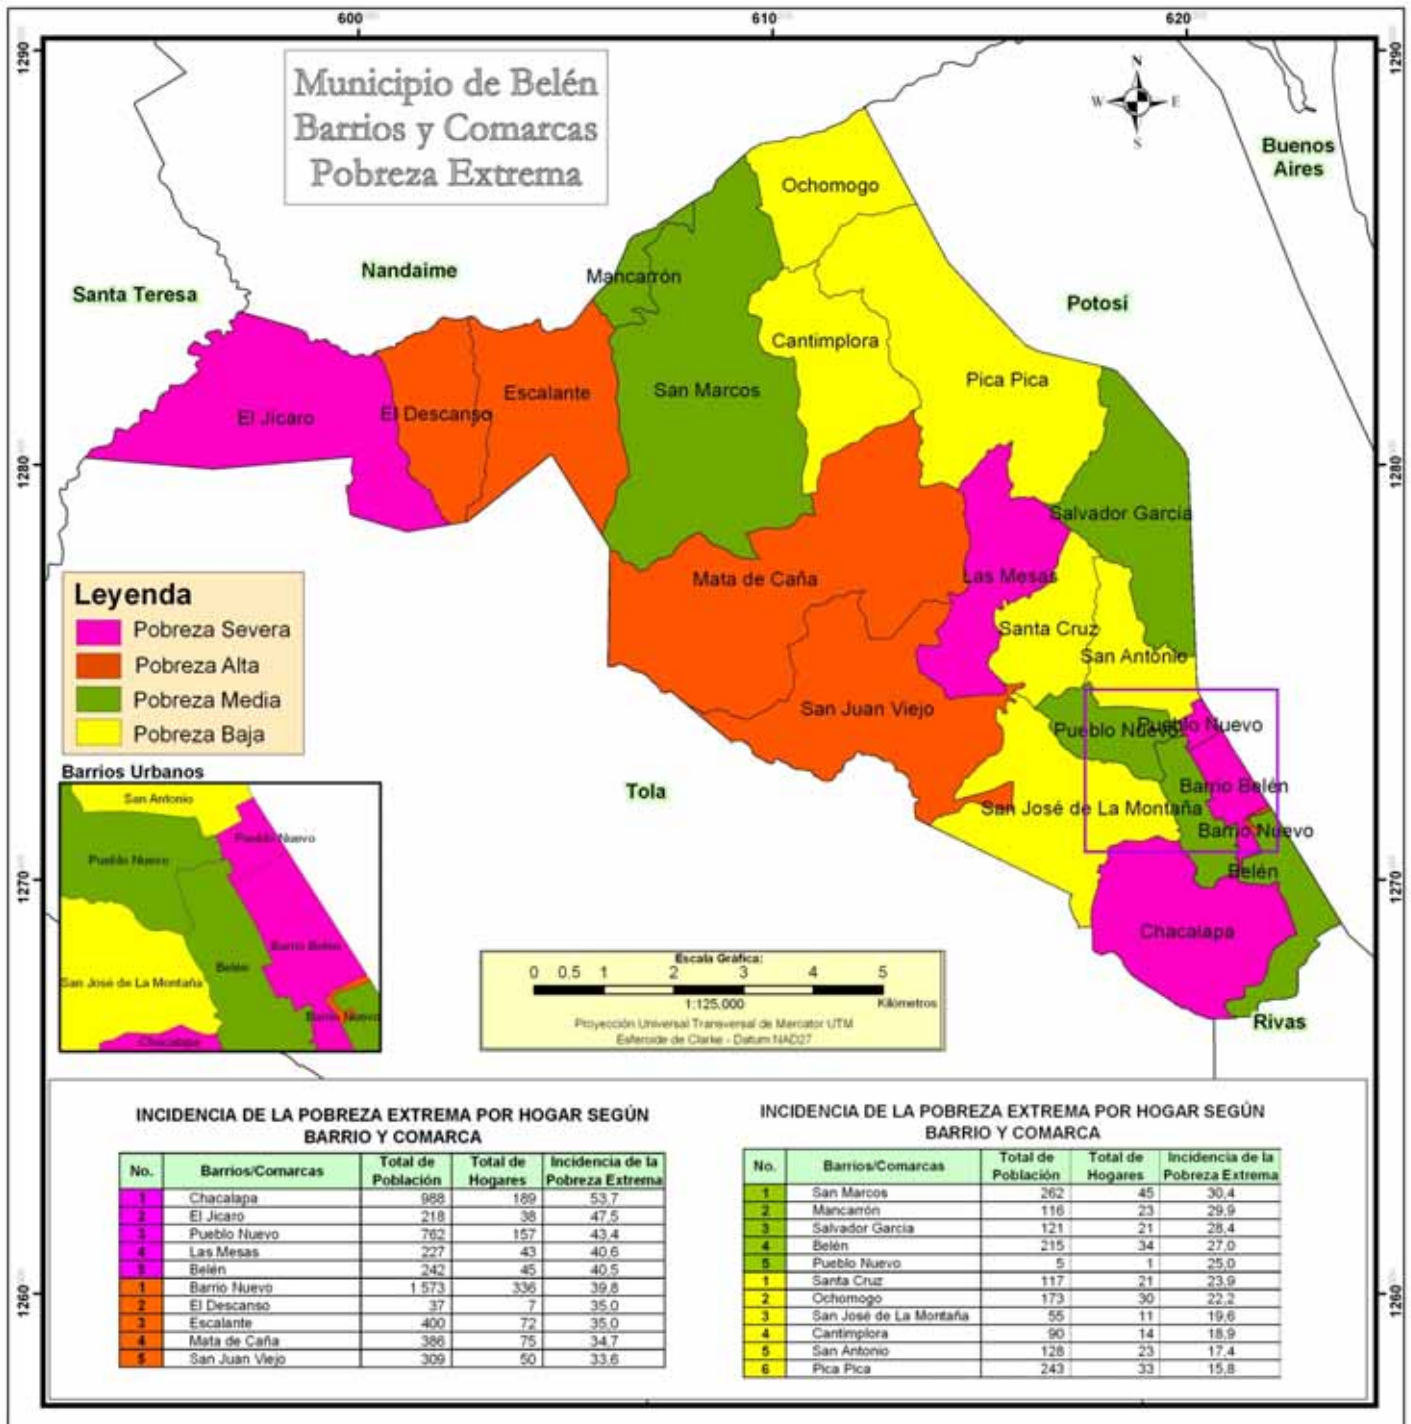 600
610
620
1290
1290
Municipio de Belén
Barrios y Comarcas
Pobreza Extrema
N
W E
S
Buenos
Aires
Ochomogo
Nandaime
Mancarrón
Santa Teresa
Potosí
Cantimplora
Pica Pica
San Marcos
Escalante
El Descanso
El Jícaro
1280
1280
Salvador García
Mata de Caña
Las Mesas
Santa Cruz
San Antonio
San Juan Viejo
Pueblo Nuevo
Pueblo Nuevo
Barrio Belén
San José de La Montaña
Barrio Nuevo
Belén
Chacalapa
Tola
Rivas
1270
1270
Leyenda
Pobreza Severa
Pobreza Alta
Pobreza Media
Pobreza Baja
Barrios Urbanos
San Antonio
Pueblo Nuevo
Pueblo Nuevo
Barrio Belén
Belén
San José de La Montaña
Barrio Nuevo
Chacalapa
Escala Gráfica:
0 0.5 1 2 3 4 5
1:125,000 Kilómetros
Proyección Universal Transversal de Mercator UTM
Esferoide de Clarke - Datum NAD27
INCIDENCIA DE LA POBREZA EXTREMA POR HOGAR SEGÚN
BARRIO Y COMARCA
No. Barrios/Comarcas Total de Población Total de Hogares Incidencia de la Pobreza Extrema
1 Chacalapa 988 189 53,7
2 El Jicaro 218 38 47,5
3 Pueblo Nuevo 762 157 43,4
4 Las Mesas 227 43 40,6
5 Belén 242 45 40,5
1 Barrio Nuevo 1 573 336 39,8
2 El Descanso 37 7 35,0
3 Escalante 400 72 35,0
4 Mata de Caña 386 75 34,7
5 San Juan Viejo 309 50 33,6
INCIDENCIA DE LA POBREZA EXTREMA POR HOGAR SEGÚN
BARRIO Y COMARCA
No. Barrios/Comarcas Total de Población Total de Hogares Incidencia de la Pobreza Extrema
1 San Marcos 262 45 30,4
2 Mancarrón 116 23 29,9
3 Salvador García 121 21 28,4
4 Belén 215 34 27,0
5 Pueblo Nuevo 5 1 25,0
1 Santa Cruz 117 21 23,9
2 Ochomogo 173 30 22,2
3 San José de La Montaña 55 11 19,6
4 Cantimplora 90 14 18,9
5 San Antonio 128 23 17,4
6 Pica Pica 243 33 15,8
1260
1260